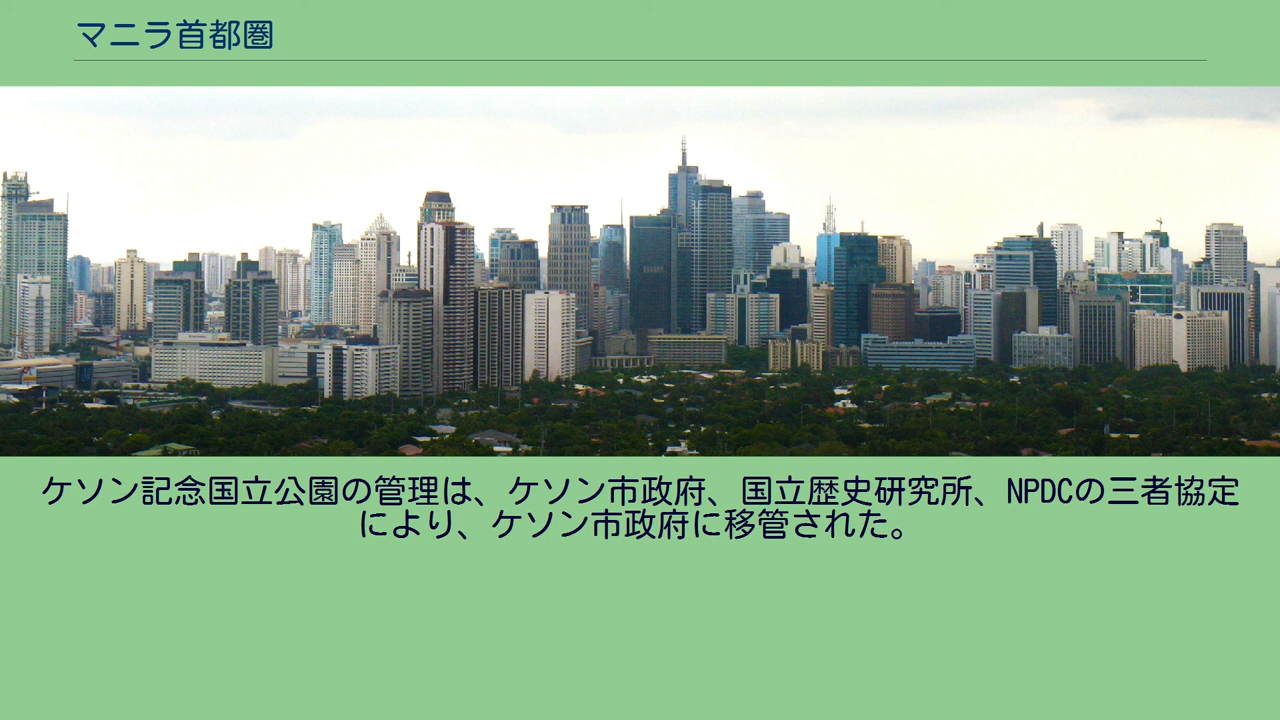 マニラ首都圏
ケソン記念国立公園の管理は、ケソン市政府、国立歴史研究所、NPDCの三者協定
により、ケソン市政府に移管された。